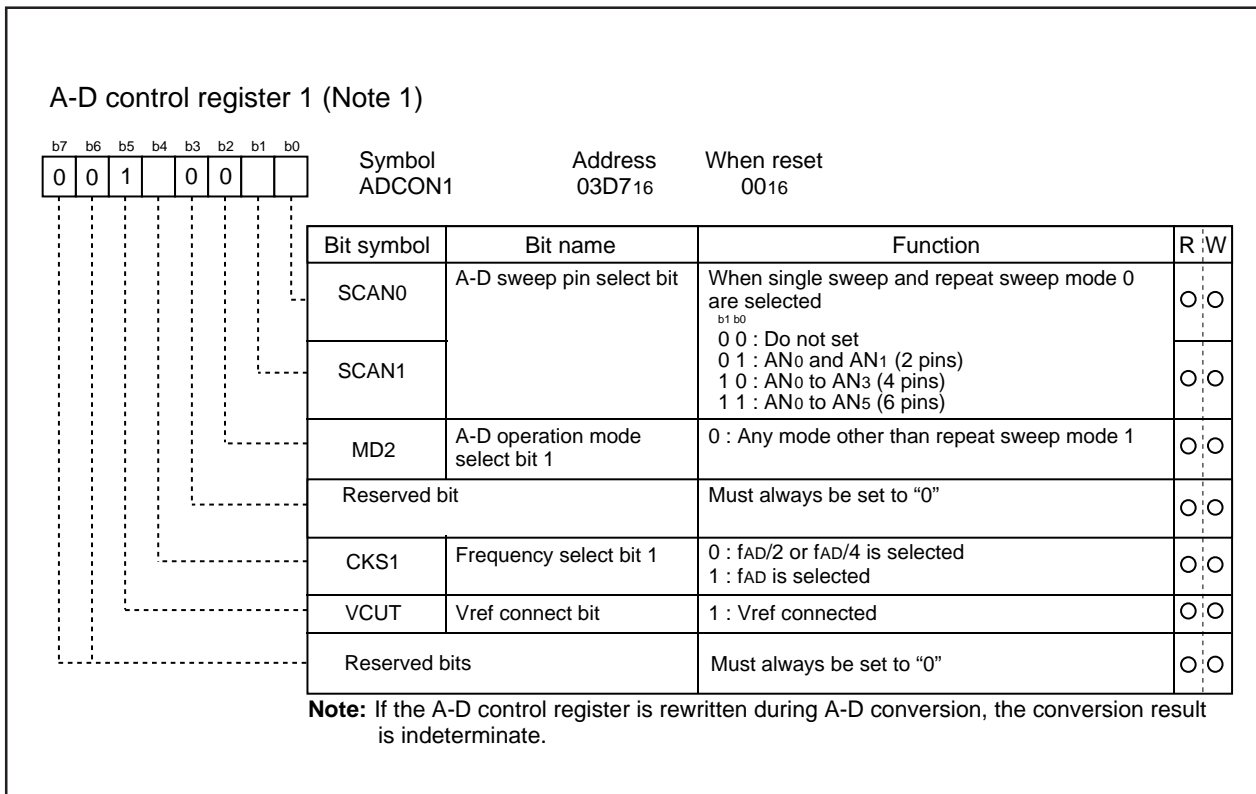 A-D control register 1 (Note 1)
b7 b6 b5 b4 b3 b2 b1 b0
0 0 1 0 0
Symbol Address When reset
ADCON1 03D716 0016
Bit symbol Bit name Function R W
SCAN0 A-D sweep pin select bit When single sweep and repeat sweep mode 0
are selected
b1 b0
0 0 : Do not set
0 1 : AN0 and AN1 (2 pins)
SCAN1
1 0 : AN0 to AN3 (4 pins)
1 1 : AN0 to AN5 (6 pins)
MD2 A-D operation mode
select bit 1 0 : Any mode other than repeat sweep mode 1
Reserved bit Must always be set to “0”
CKS1 Frequency select bit 1 0 : fAD/2 or fAD/4 is selected
1 : fAD is selected
VCUT Vref connect bit 1 : Vref connected
Reserved bits Must always be set to “0”
Note: If the A-D control register is rewritten during A-D conversion, the conversion result
is indeterminate.